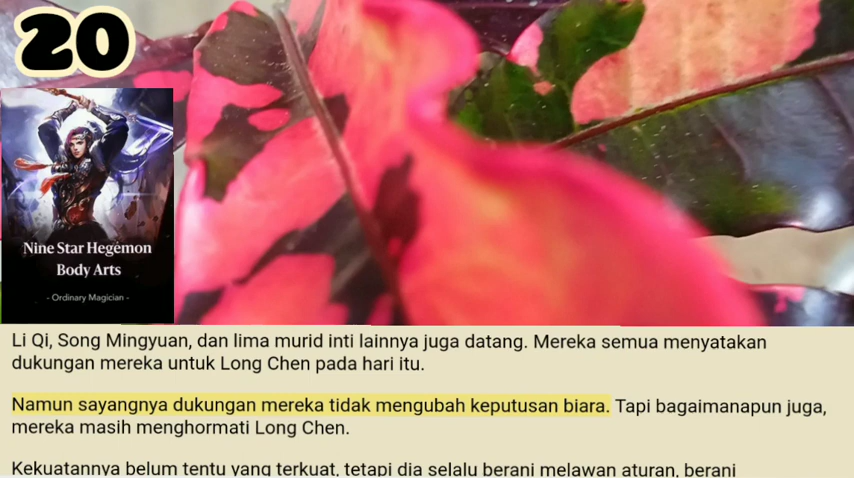 20
Nine Star Hegemon
Body Arts
- Ordinary Magician -
Li Qi, Song Mingyuan, dan lima murid inti lainnya juga datang. Mereka semua menyatakan
dukungan mereka untuk Long Chen pada hari itu.
Namun sayangnya dukungan mereka tidak mengubah keputusan biara. Tapi bagaimanapun juga,
mereka masih menghormati Long Chen.
Kekuatannya belum tentu yang terkuat, tetapi dia selalu berani melawan aturan, berani